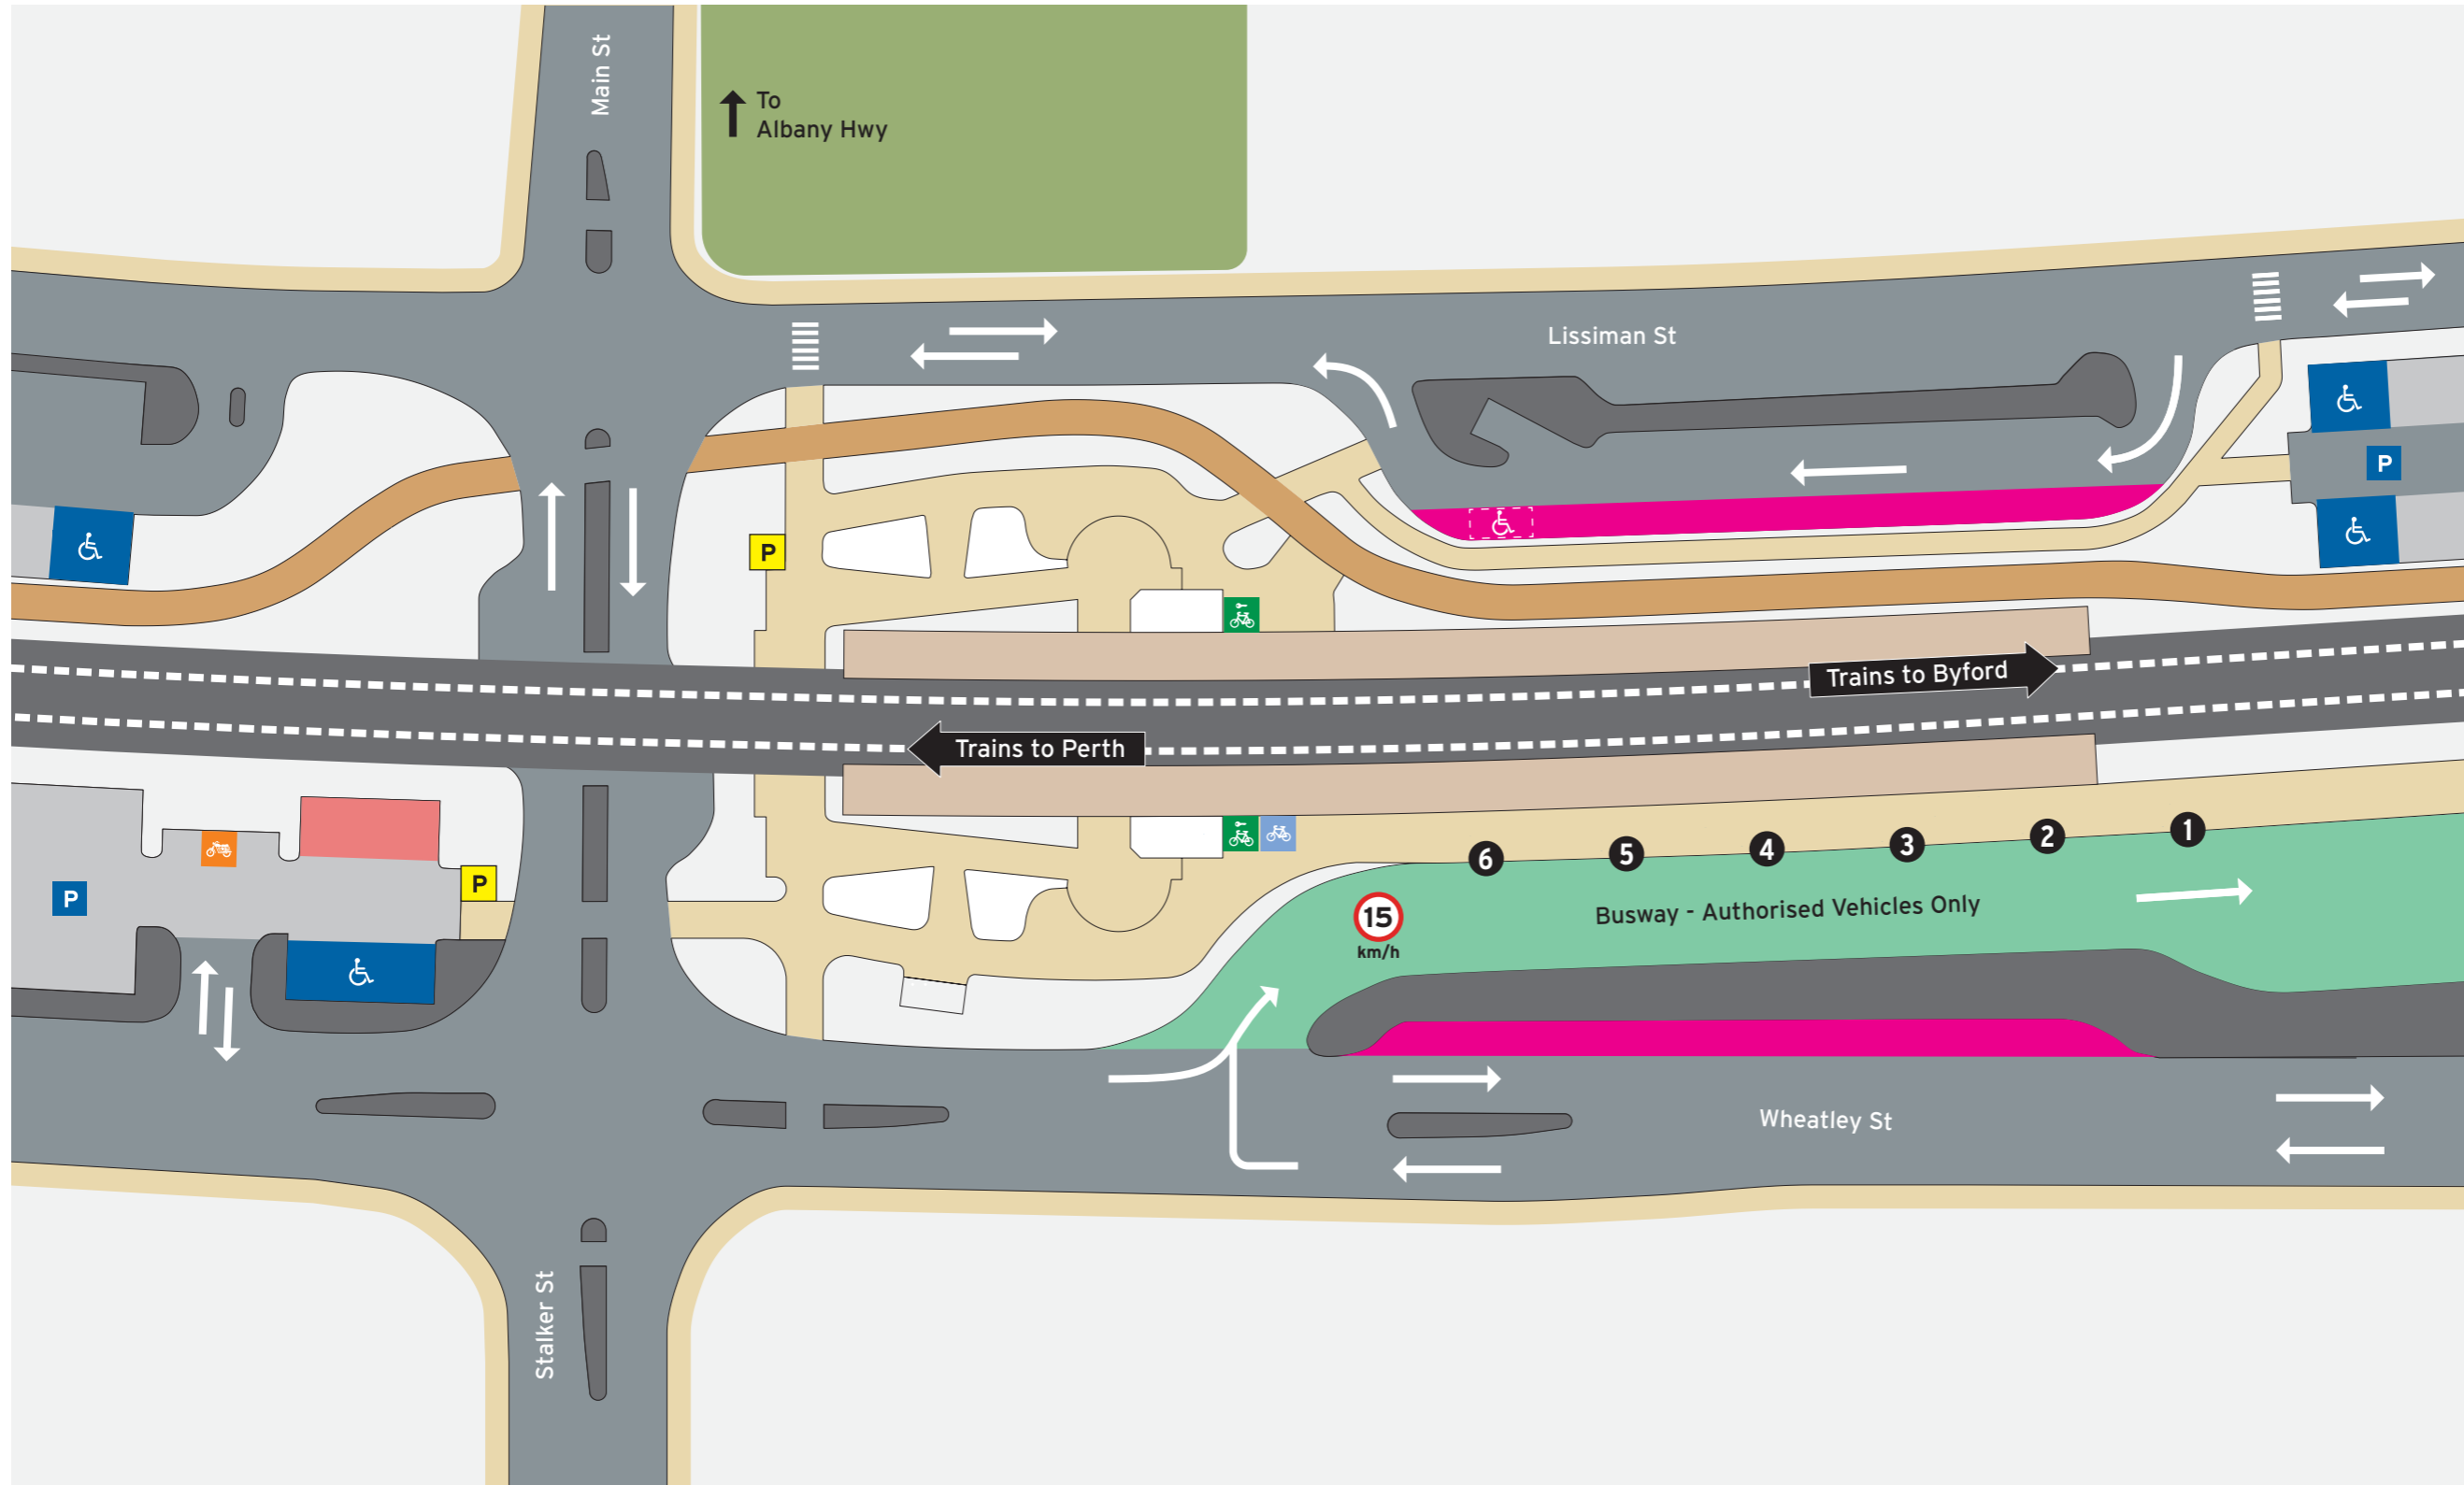 Main St
To
Albany Hwy
Lissiman St
P
P
Trains to Byford
Trains to Perth
1
2
3
4
5
6
P
P
15
km/h
Busway - Authorised Vehicles Only
Wheatley St
Stalker St